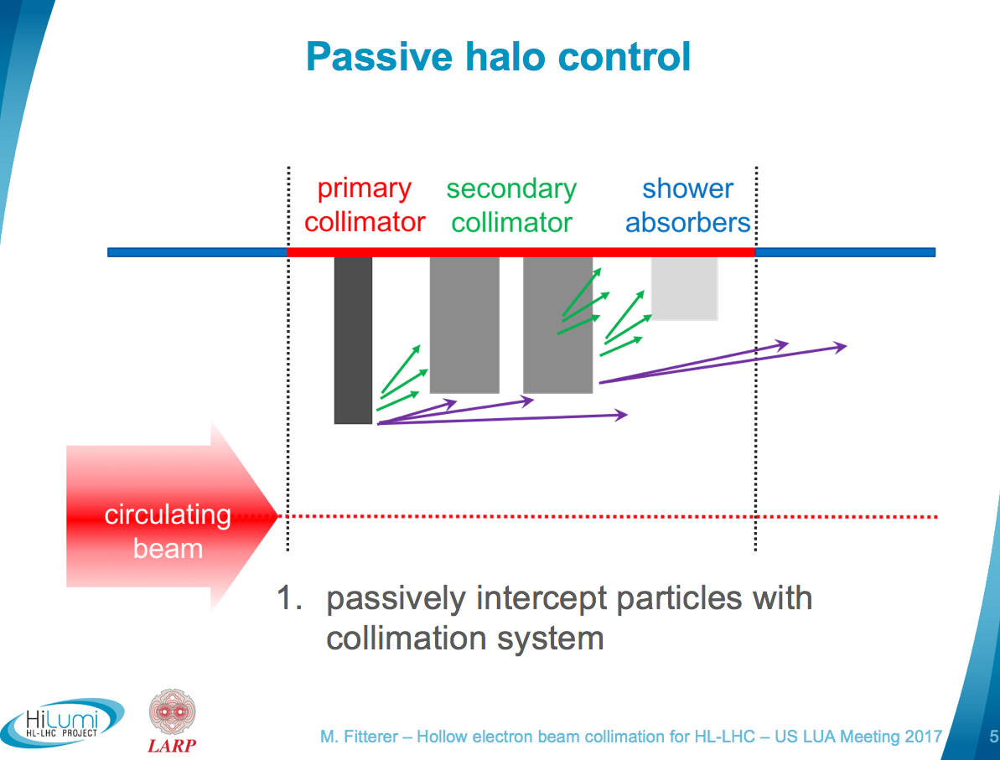 Passive halo control
primary
collimator
secondary
collimator
shower
absorbers
circulating
beam
1. passively intercept particles with
collimation system
HiLumi
HL-LHC PROJECT
LARP
M. Fitterer – Hollow electron beam collimation for HL-LHC – US LUA Meeting 2017
5